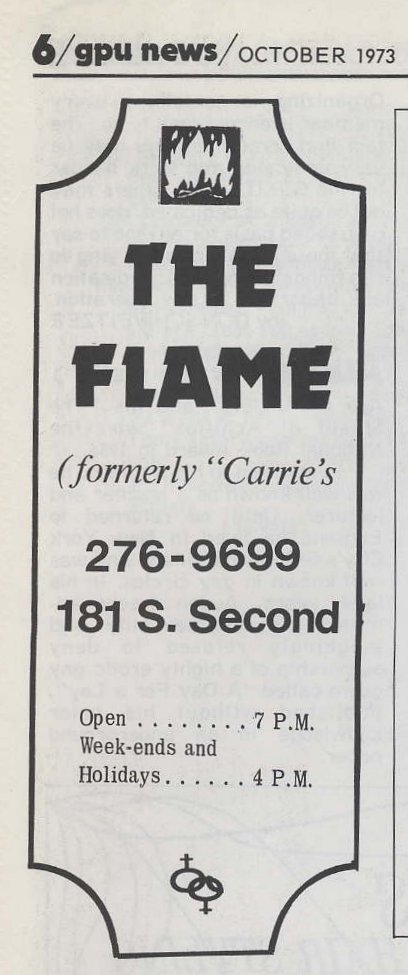 6/gpu news/OCTOBER 1973
THE
FLAME
(formerly "Carrie's
276-9699
181 S. Second
Open . . . . . . . . 7 P.M.
Week-ends and
Holidays . . . . . . 4 P.M.